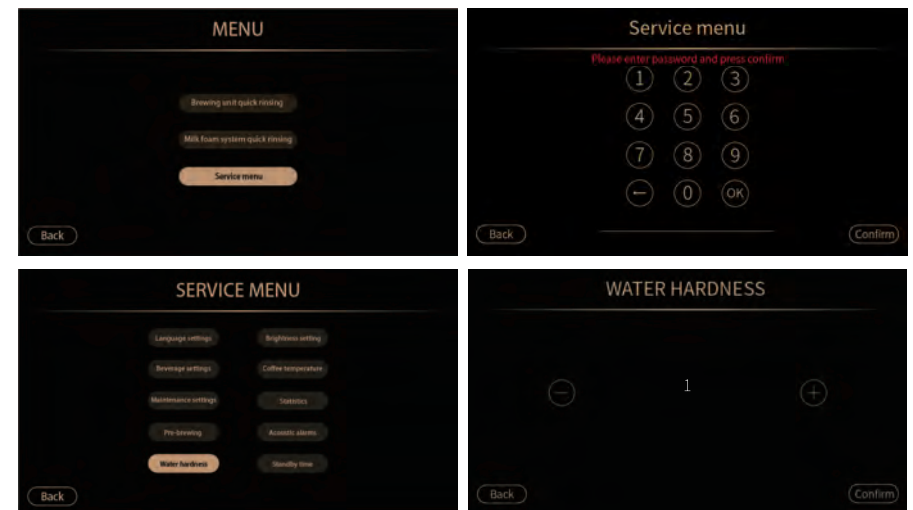 MENU
Brewing unit quick rinsing
Milk foam system quick rinsing
Service menu
Back
Service menu
Please enter password and press confirm
1 2 3
4 5 6
7 8 9
← 0 OK
Back Confirm
SERVICE MENU
Language settings Brightness setting
Beverage settings Coffee temperature
Maintenance settings Statistics
Pre-brewing Acoustic alarms
Water hardness Standby time
Back
WATER HARDNESS
− 1 +
Back Confirm